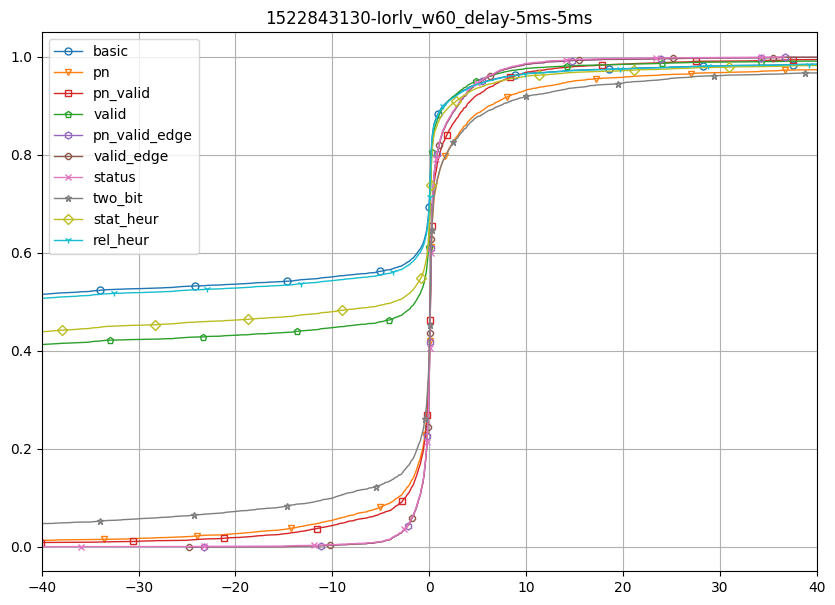 1522843130-Iorlv_w60_delay-5ms-5ms
basic
pn
pn_valid
valid
pn_valid_edge
valid_edge
status
two_bit
stat_heur
rel_heur
1.0
0.8
0.6
0.4
0.2
0.0
−40 −30 −20 −10 0 10 20 30 40